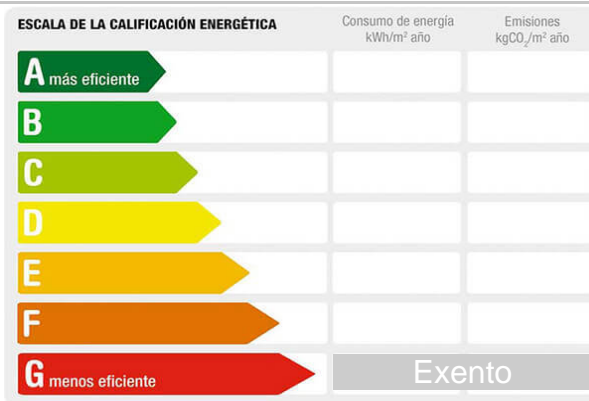 ESCALA DE LA CALIFICACIÓN ENERGÉTICA
Consumo de energía
kWh/m² año
Emisiones
kgCO₂/m² año
A más eficiente
B
C
D
E
F
G menos eficiente
Exento